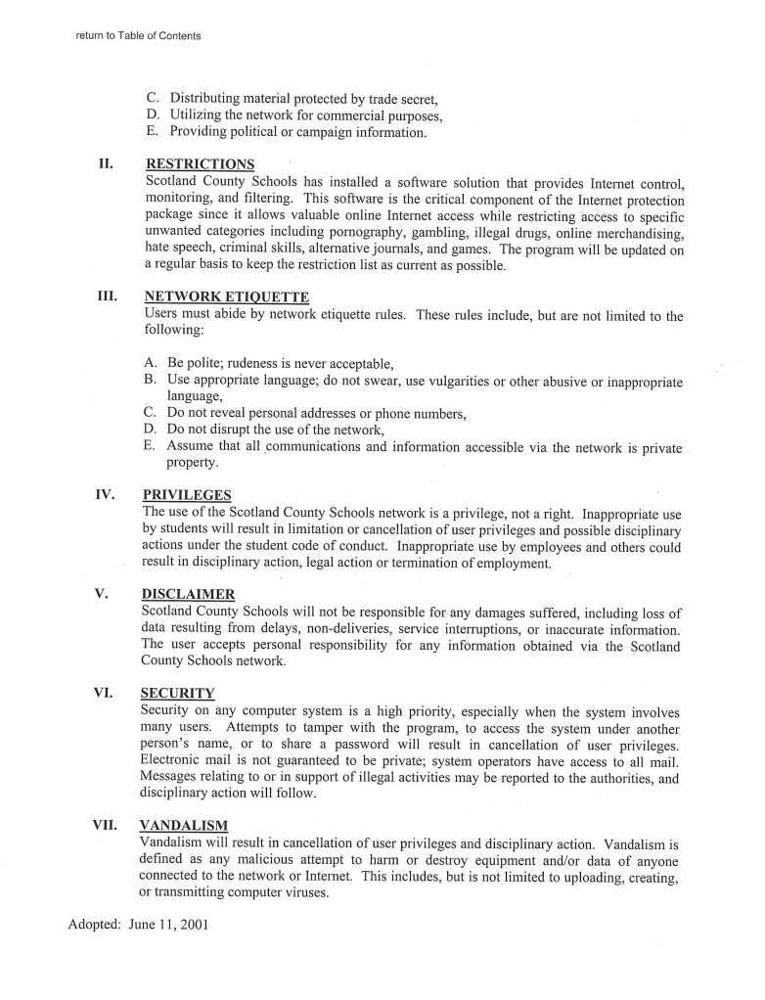 return to Table of Contents
C. Distributing material protected by trade secret,
D. Utilizing the network for commercial purposes,
E. Providing political or campaign information.
II. RESTRICTIONS
Scotland County Schools has installed a software solution that provides Internet control,
monitoring, and filtering. This software is the critical component of the Internet protection
package since it allows valuable online Internet access while restricting access to specific
unwanted categories including pornography, gambling, illegal drugs, online merchandising,
hate speech, criminal skills, alternative journals, and games. The program will be updated on
a regular basis to keep the restriction list as current as possible.
III. NETWORK ETIQUETTE
Users must abide by network etiquette rules. These rules include, but are not limited to the
following:
A. Be polite; rudeness is never acceptable,
B. Use appropriate language; do not swear, use vulgarities or other abusive or inappropriate
language,
C. Do not reveal personal addresses or phone numbers,
D. Do not disrupt the use of the network,
E. Assume that all communications and information accessible via the network is private
property.
IV. PRIVILEGES
The use of the Scotland County Schools network is a privilege, not a right. Inappropriate use
by students will result in limitation or cancellation of user privileges and possible disciplinary
actions under the student code of conduct. Inappropriate use by employees and others could
result in disciplinary action, legal action or termination of employment.
V. DISCLAIMER
Scotland County Schools will not be responsible for any damages suffered, including loss of
data resulting from delays, non-deliveries, service interruptions, or inaccurate information.
The user accepts personal responsibility for any information obtained via the Scotland
County Schools network.
VI. SECURITY
Security on any computer system is a high priority, especially when the system involves
many users. Attempts to tamper with the program, to access the system under another
person's name, or to share a password will result in cancellation of user privileges.
Electronic mail is not guaranteed to be private; system operators have access to all mail.
Messages relating to or in support of illegal activities may be reported to the authorities, and
disciplinary action will follow.
VII. VANDALISM
Vandalism will result in cancellation of user privileges and disciplinary action. Vandalism is
defined as any malicious attempt to harm or destroy equipment and/or data of anyone
connected to the network or Internet. This includes, but is not limited to uploading, creating,
or transmitting computer viruses.
Adopted: June 11, 2001